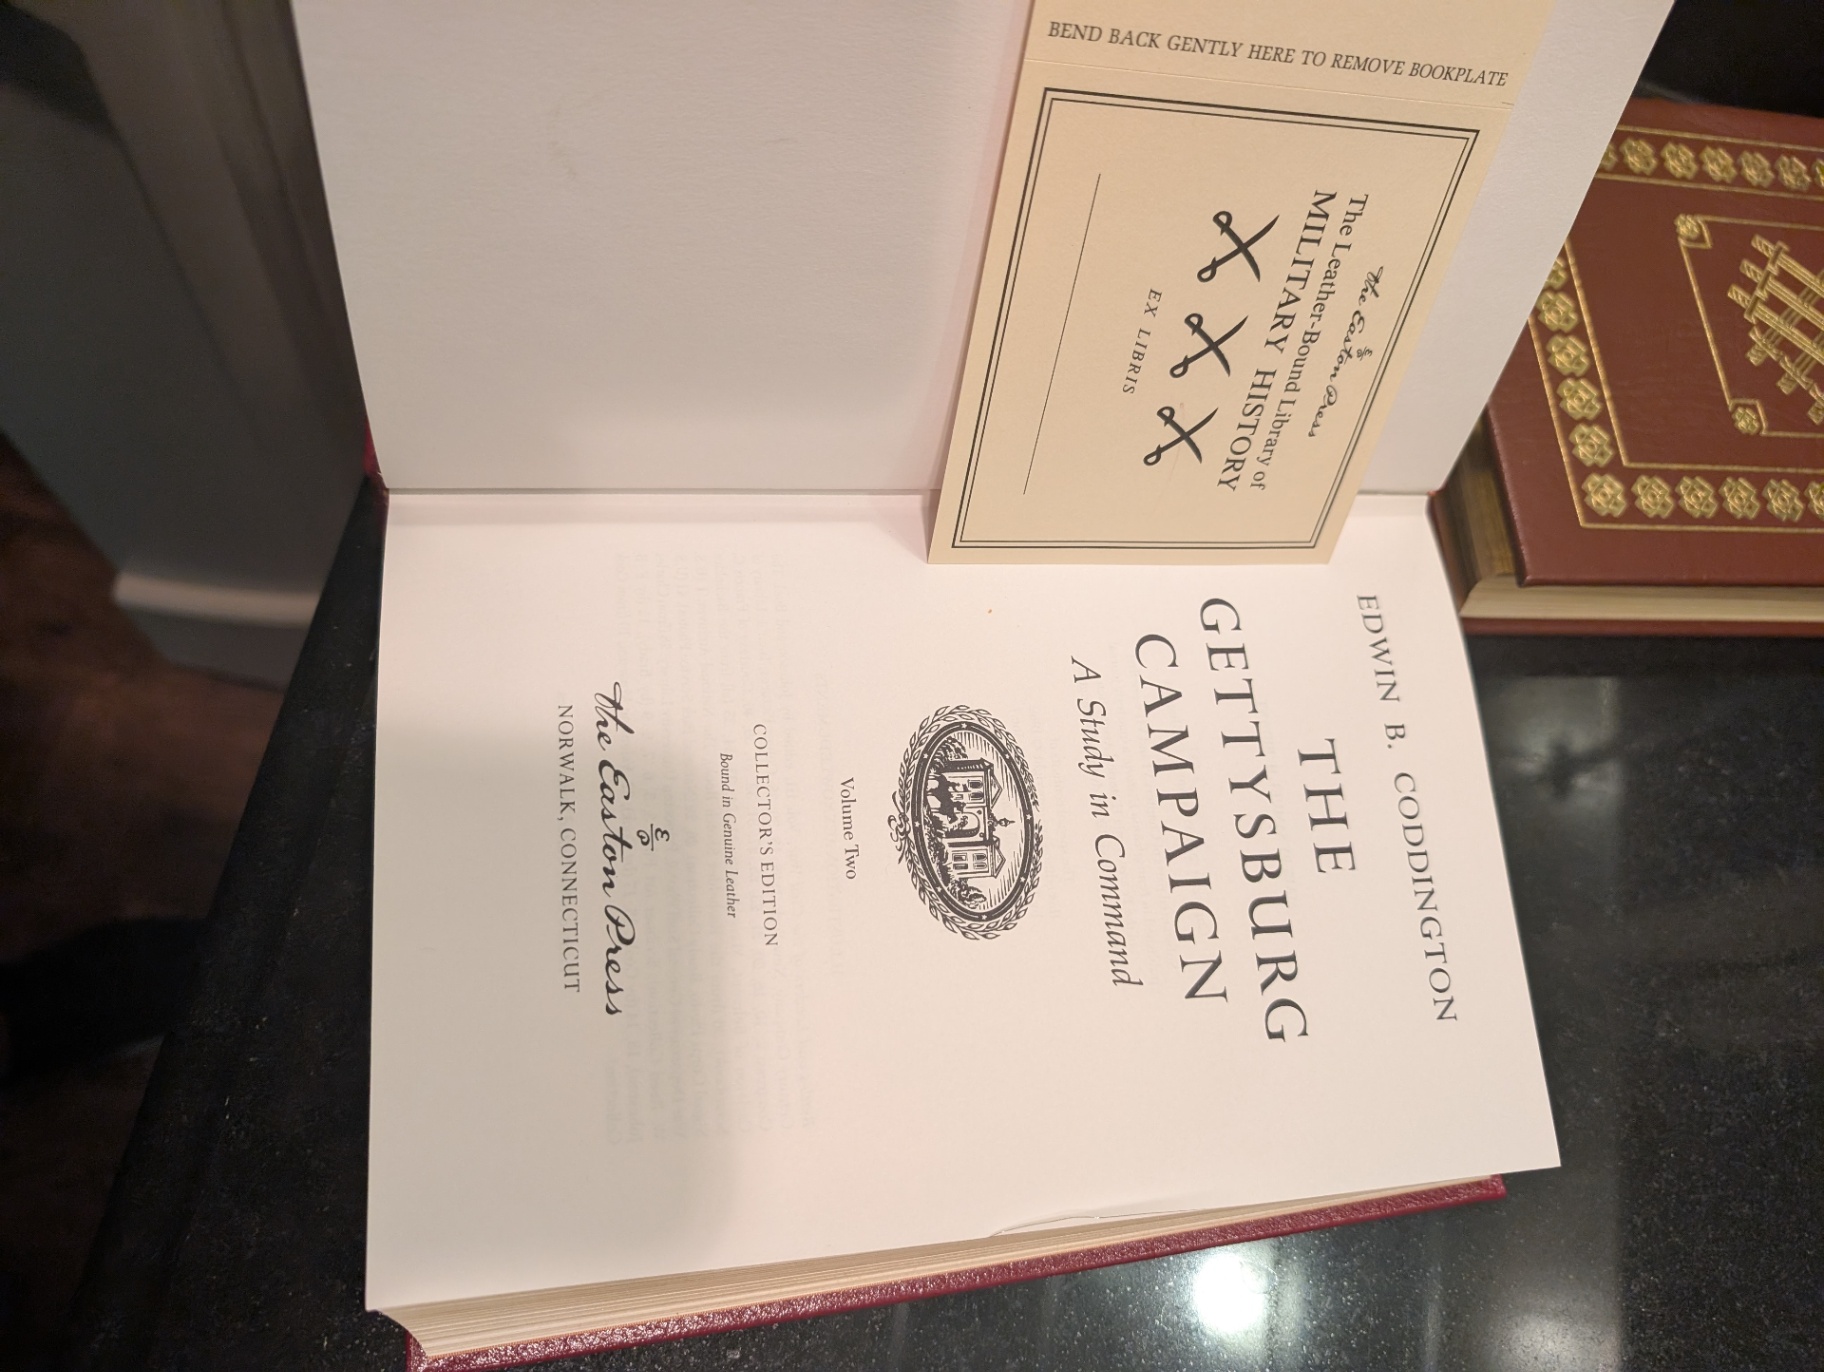 BEND BACK GENTLY HERE TO REMOVE BOOKPLATE
The Easton Press
EP
The Leather-Bound Library of
MILITARY HISTORY
EX LIBRIS
EDWIN B. CODDINGTON
THE
GETTYSBURG
CAMPAIGN
A Study in Command
Volume Two
COLLECTOR'S EDITION
Bound in Genuine Leather
EP
The Easton Press
NORWALK, CONNECTICUT